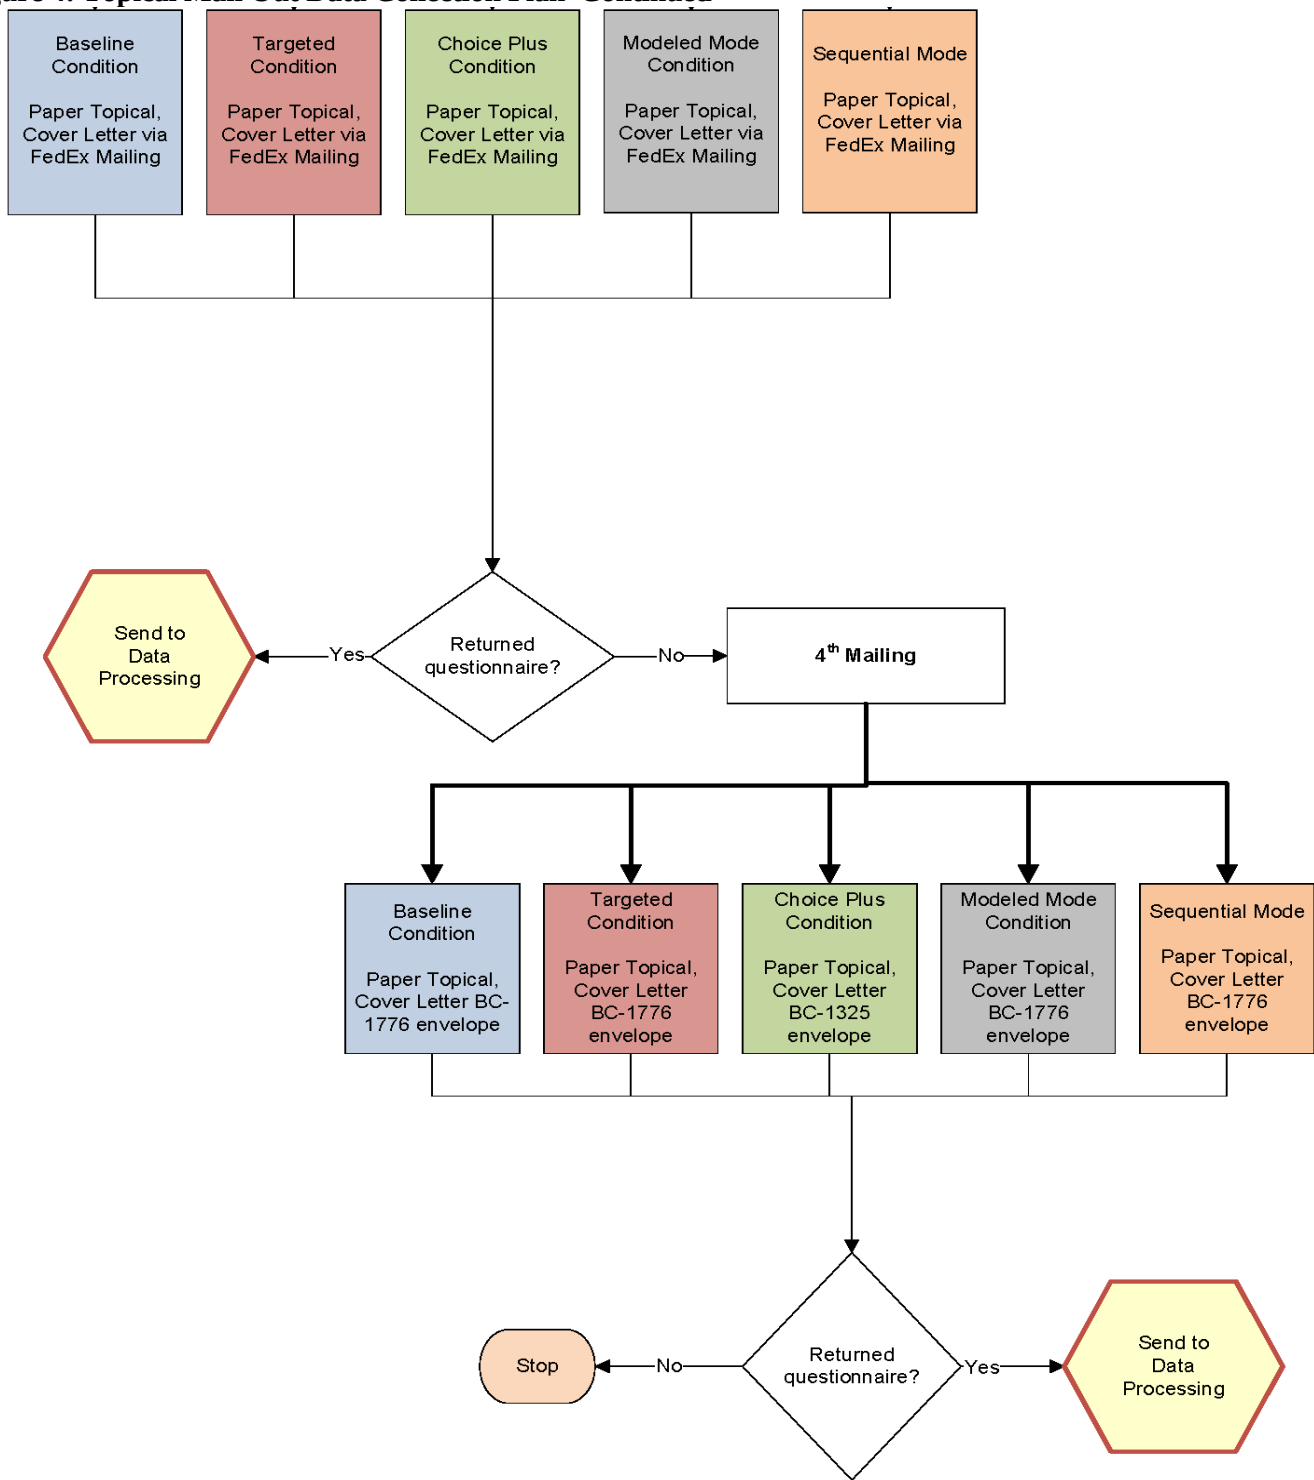 Baseline
Condition
Paper Topical,
Cover Letter via
FedEx Mailing
Targeted
Condition
Paper Topical,
Cover Letter via
FedEx Mailing
Choice Plus
Condition
Paper Topical,
Cover Letter via
FedEx Mailing
Modeled Mode
Condition
Paper Topical,
Cover Letter via
FedEx Mailing
Sequential Mode
Paper Topical,
Cover Letter via
FedEx Mailing
Send to
Data
Processing
Yes
Returned
questionnaire?
No
4th Mailing
Baseline
Condition
Paper Topical,
Cover Letter BC-
1776 envelope
Targeted
Condition
Paper Topical,
Cover Letter
BC-1776
envelope
Choice Plus
Condition
Paper Topical,
Cover Letter
BC-1325
envelope
Modeled Mode
Condition
Paper Topical,
Cover Letter
BC-1776
envelope
Sequential Mode
Paper Topical,
Cover Letter
BC-1776
envelope
Stop
No
Returned
questionnaire?
Yes
Send to
Data
Processing